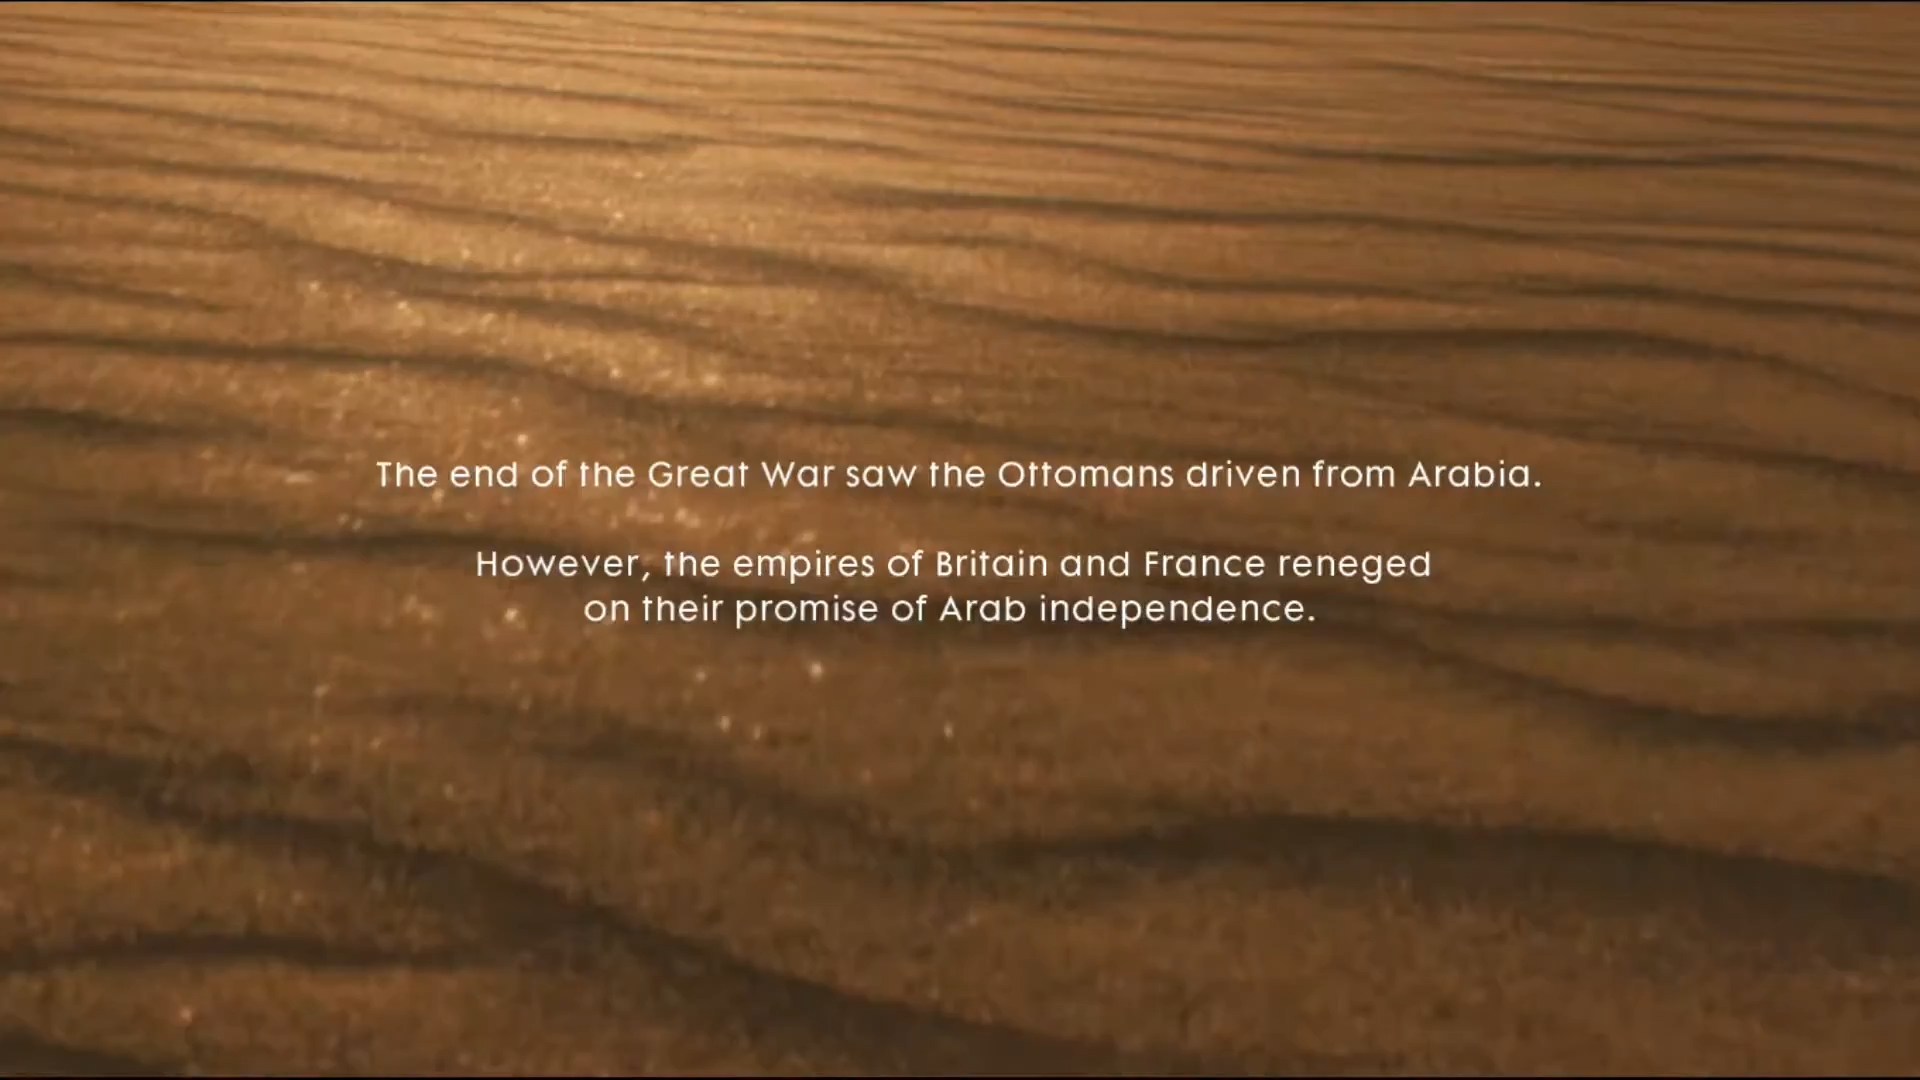 The end of the Great War saw the Ottomans driven from Arabia.
However, the empires of Britain and France reneged
on their promise of Arab independence.